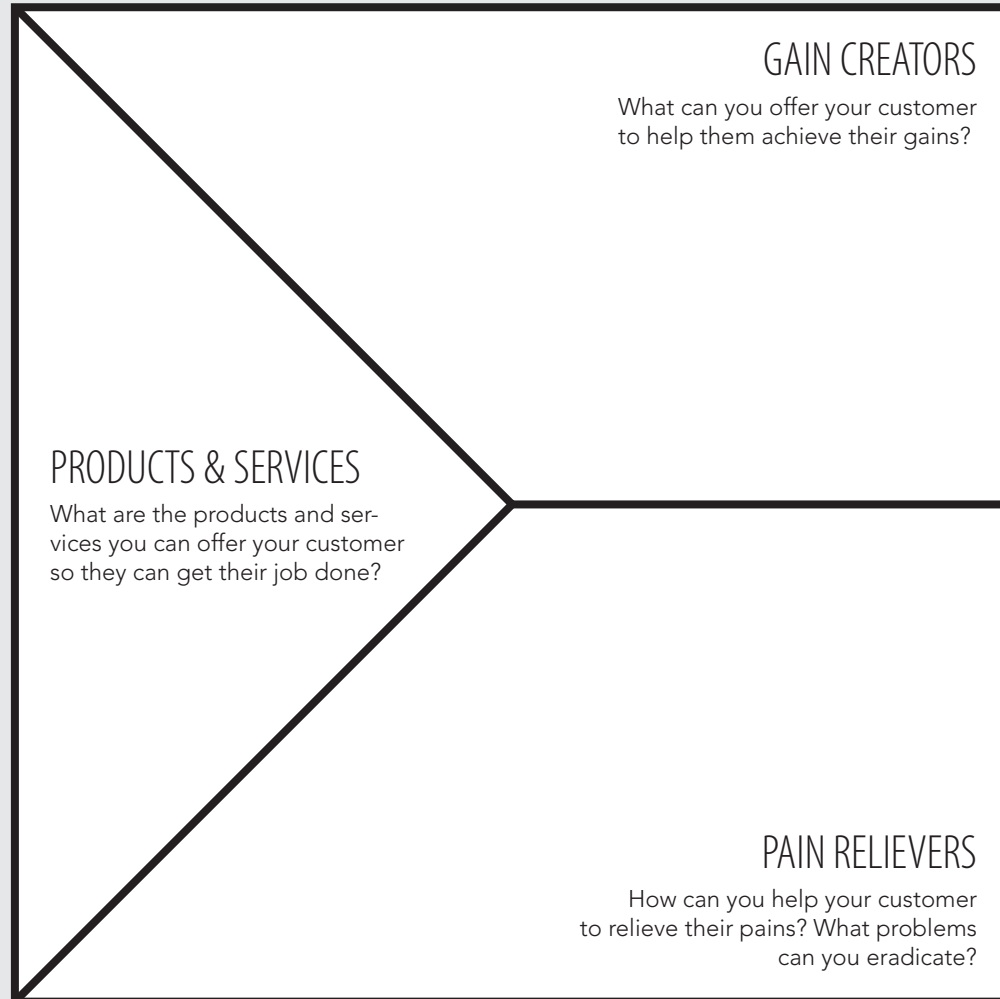 GAIN CREATORS
What can you offer your customer
to help them achieve their gains?
PRODUCTS & SERVICES
What are the products and ser-
vices you can offer your customer
so they can get their job done?
PAIN RELIEVERS
How can you help your customer
to relieve their pains? What problems
can you eradicate?